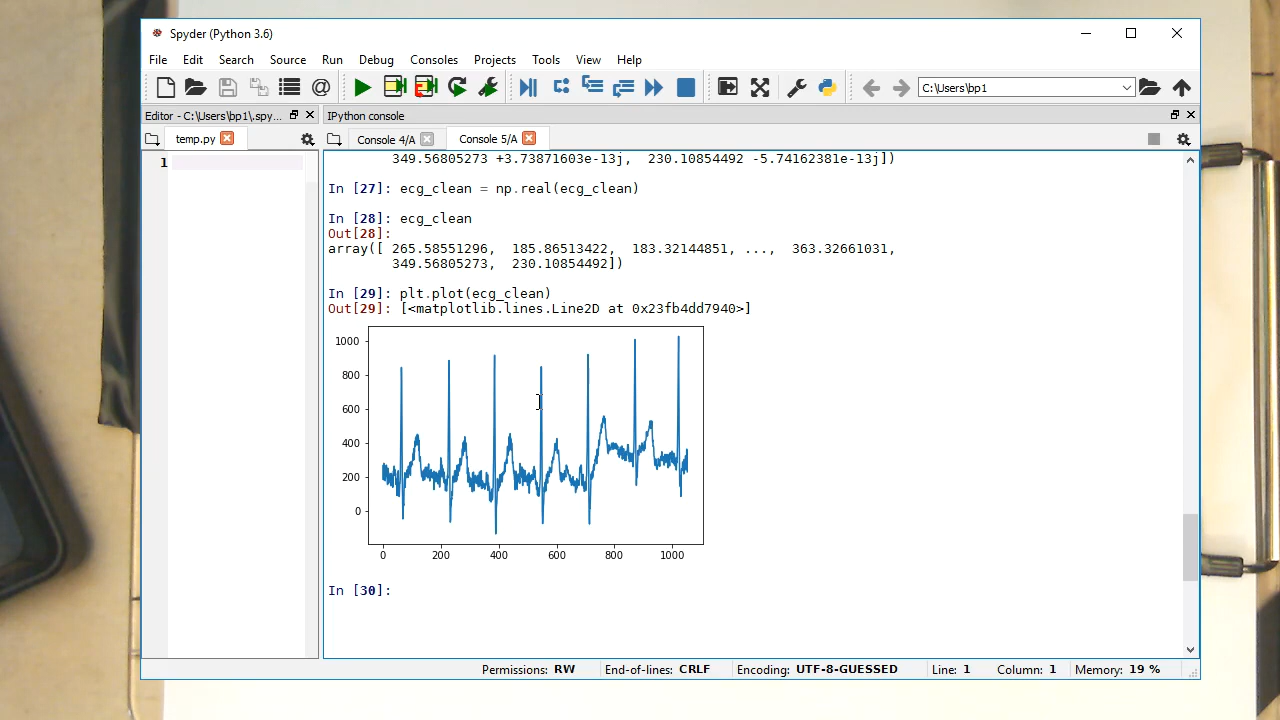 Spyder (Python 3.6)
File Edit Search Source Run Debug Consoles Projects Tools View Help
C:\Users\bp1
Editor - C:\Users\bp1\.spy...
IPython console
temp.py
Console 4/A
Console 5/A
1
349.56805273 +3.73871603e-13j, 230.10854492 -5.74162381e-13j])
In [27]: ecg_clean = np.real(ecg_clean)
In [28]: ecg_clean
Out[28]:
array([ 265.58551296, 185.86513422, 183.32144851, ..., 363.32661031,
349.56805273, 230.10854492])
In [29]: plt.plot(ecg_clean)
Out[29]: [<matplotlib.lines.Line2D at 0x23fb4dd7940>]
1000
800
600
400
200
0
0 200 400 600 800 1000
In [30]:
Permissions: RW End-of-lines: CRLF Encoding: UTF-8-GUESSED Line: 1 Column: 1 Memory: 19 %